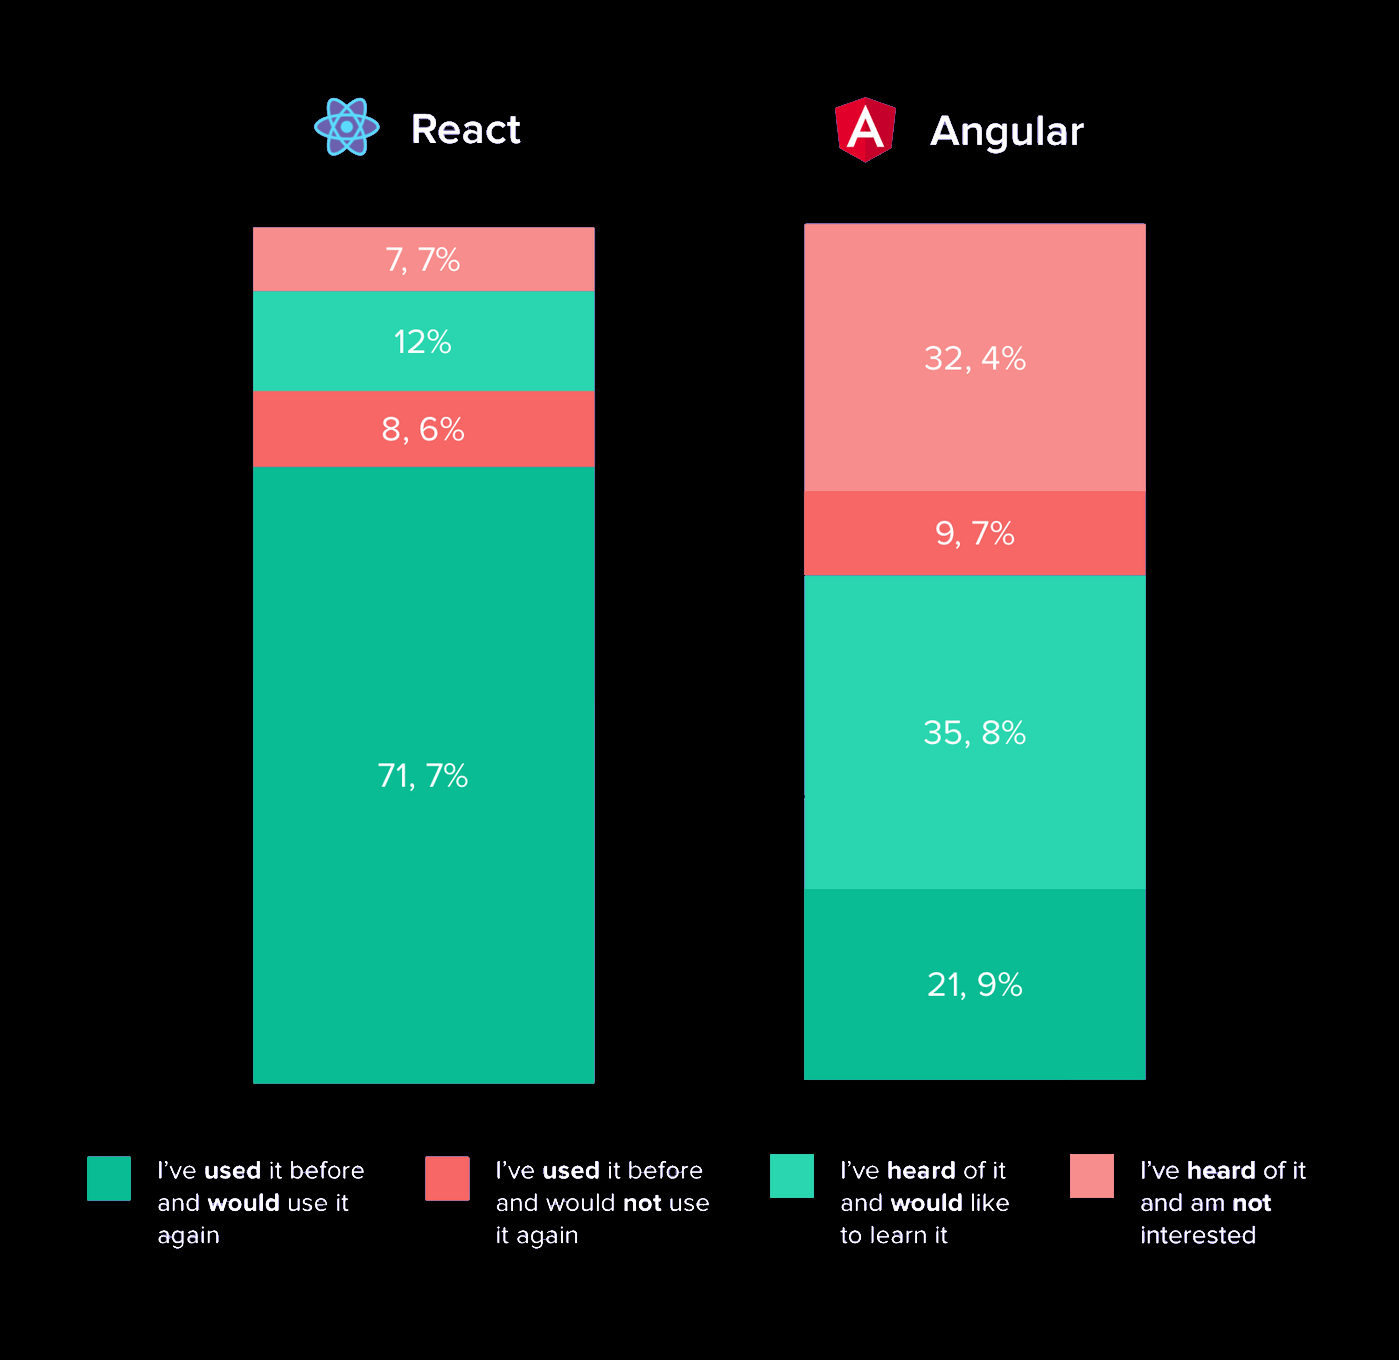 React
Angular
7, 7%
12%
8, 6%
71, 7%
32, 4%
9, 7%
35, 8%
21, 9%
I've used it before
and would use it
again
I've used it before
and would not use
it again
I've heard of it
and would like
to learn it
I've heard of it
and am not
interested